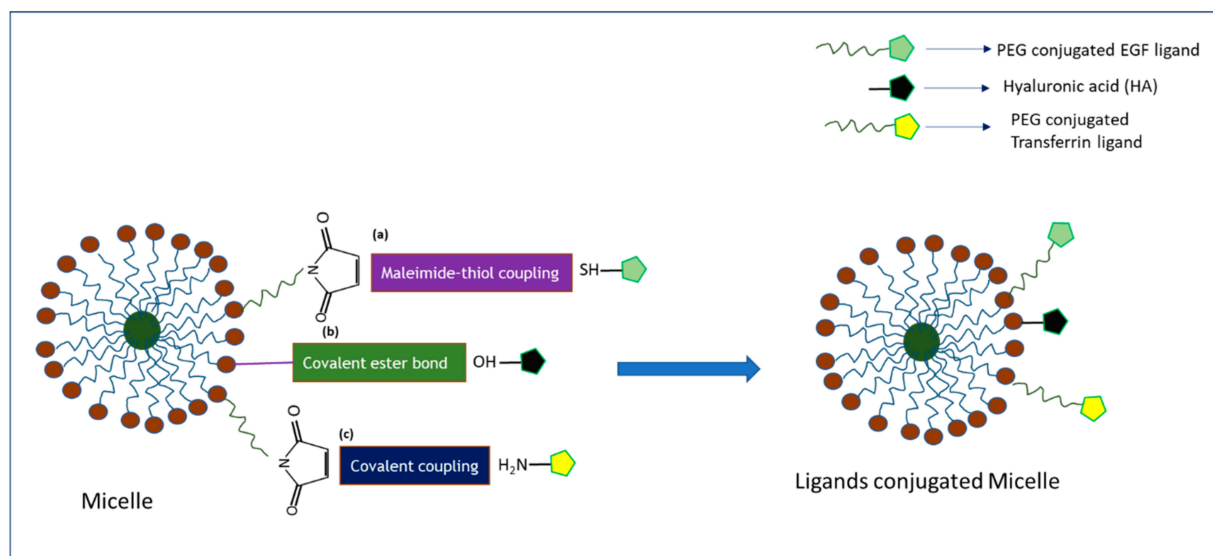 PEG conjugated EGF ligand
Hyaluronic acid (HA)
PEG conjugated
Transferrin ligand
O
(a)
N
Maleimide-thiol coupling
SH
O
(b)
Covalent ester bond
OH
O
(c)
N
Covalent coupling
H₂N
O
Micelle
Ligands conjugated Micelle